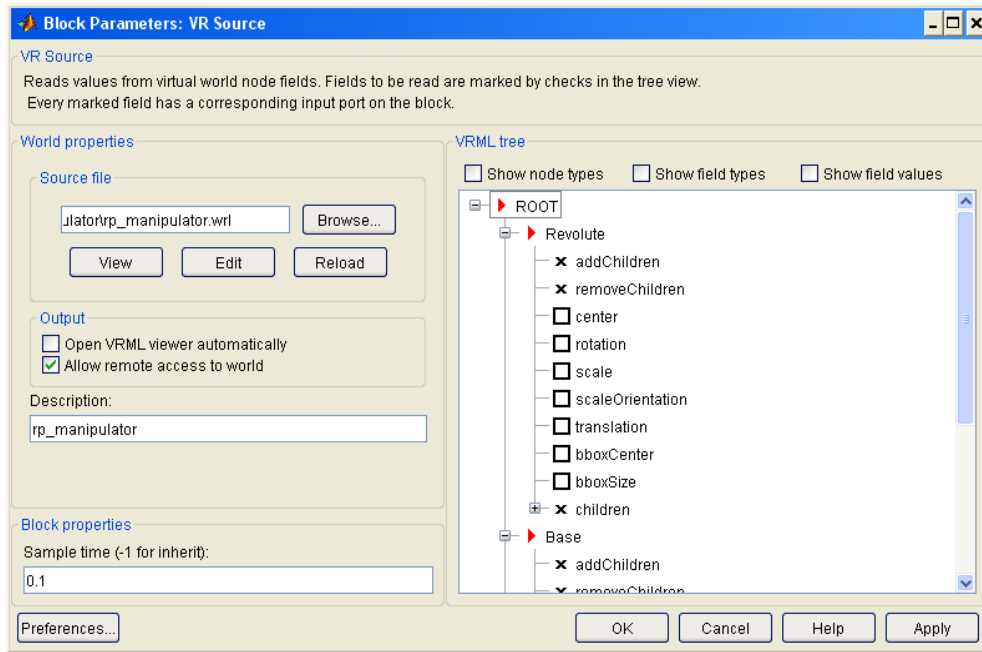 Block Parameters: VR Source
VR Source
Reads values from virtual world node fields. Fields to be read are marked by checks in the tree view.
Every marked field has a corresponding input port on the block.
World properties
Source file
ulator\rp_manipulator.wrl
Browse...
View
Edit
Reload
Output
Open VRML viewer automatically
Allow remote access to world
Description:
rp_manipulator
Block properties
Sample time (-1 for inherit):
0.1
VRML tree
Show node types
Show field types
Show field values
ROOT
Revolute
addChildren
removeChildren
center
rotation
scale
scaleOrientation
translation
bboxCenter
bboxSize
children
Base
addChildren
removeChildren
Preferences...
OK
Cancel
Help
Apply